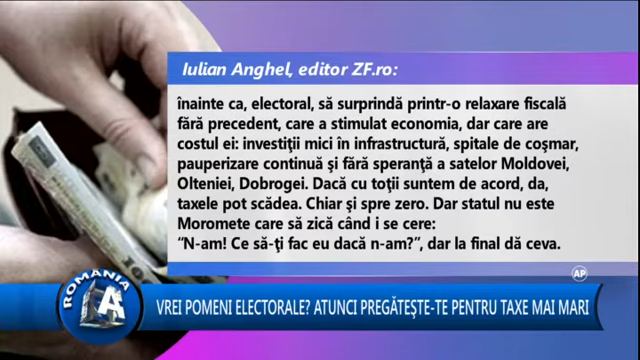 Iulian Anghel, editor ZF.ro:
înainte ca, electoral, să surprindă printr-o relaxare fiscală
fără precedent, care a stimulat economia, dar care are
costul ei: investiţii mici în infrastructură, spitale de coşmar,
pauperizare continuă şi fără speranţă a satelor Moldovei,
Olteniei, Dobrogei. Dacă cu toţii suntem de acord, da,
taxele pot scădea. Chiar şi spre zero. Dar statul nu este
Moromete care să zică când i se cere:
“N-am! Ce să-ţi fac eu dacă n-am?”, dar la final dă ceva.
AP
ROMANIA
A
VREI POMENI ELECTORALE? ATUNCI PREGĂTEŞTE-TE PENTRU TAXE MAI MARI